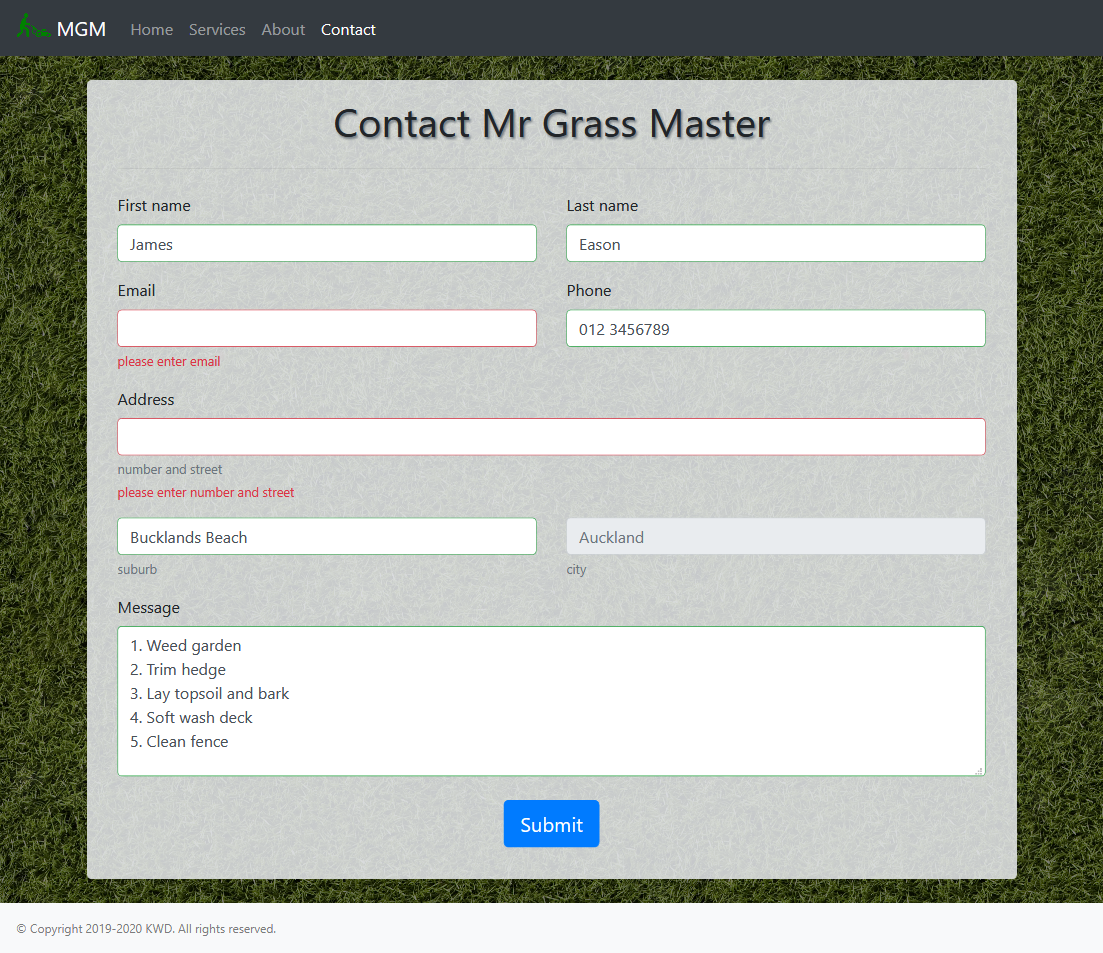 MGM Home Services About Contact
Contact Mr Grass Master
First name Last name
James Eason
Email Phone
012 3456789
please enter email
Address
number and street
please enter number and street
Bucklands Beach Auckland
suburb city
Message
1. Weed garden
2. Trim hedge
3. Lay topsoil and bark
4. Soft wash deck
5. Clean fence
Submit
© Copyright 2019-2020 KWD. All rights reserved.